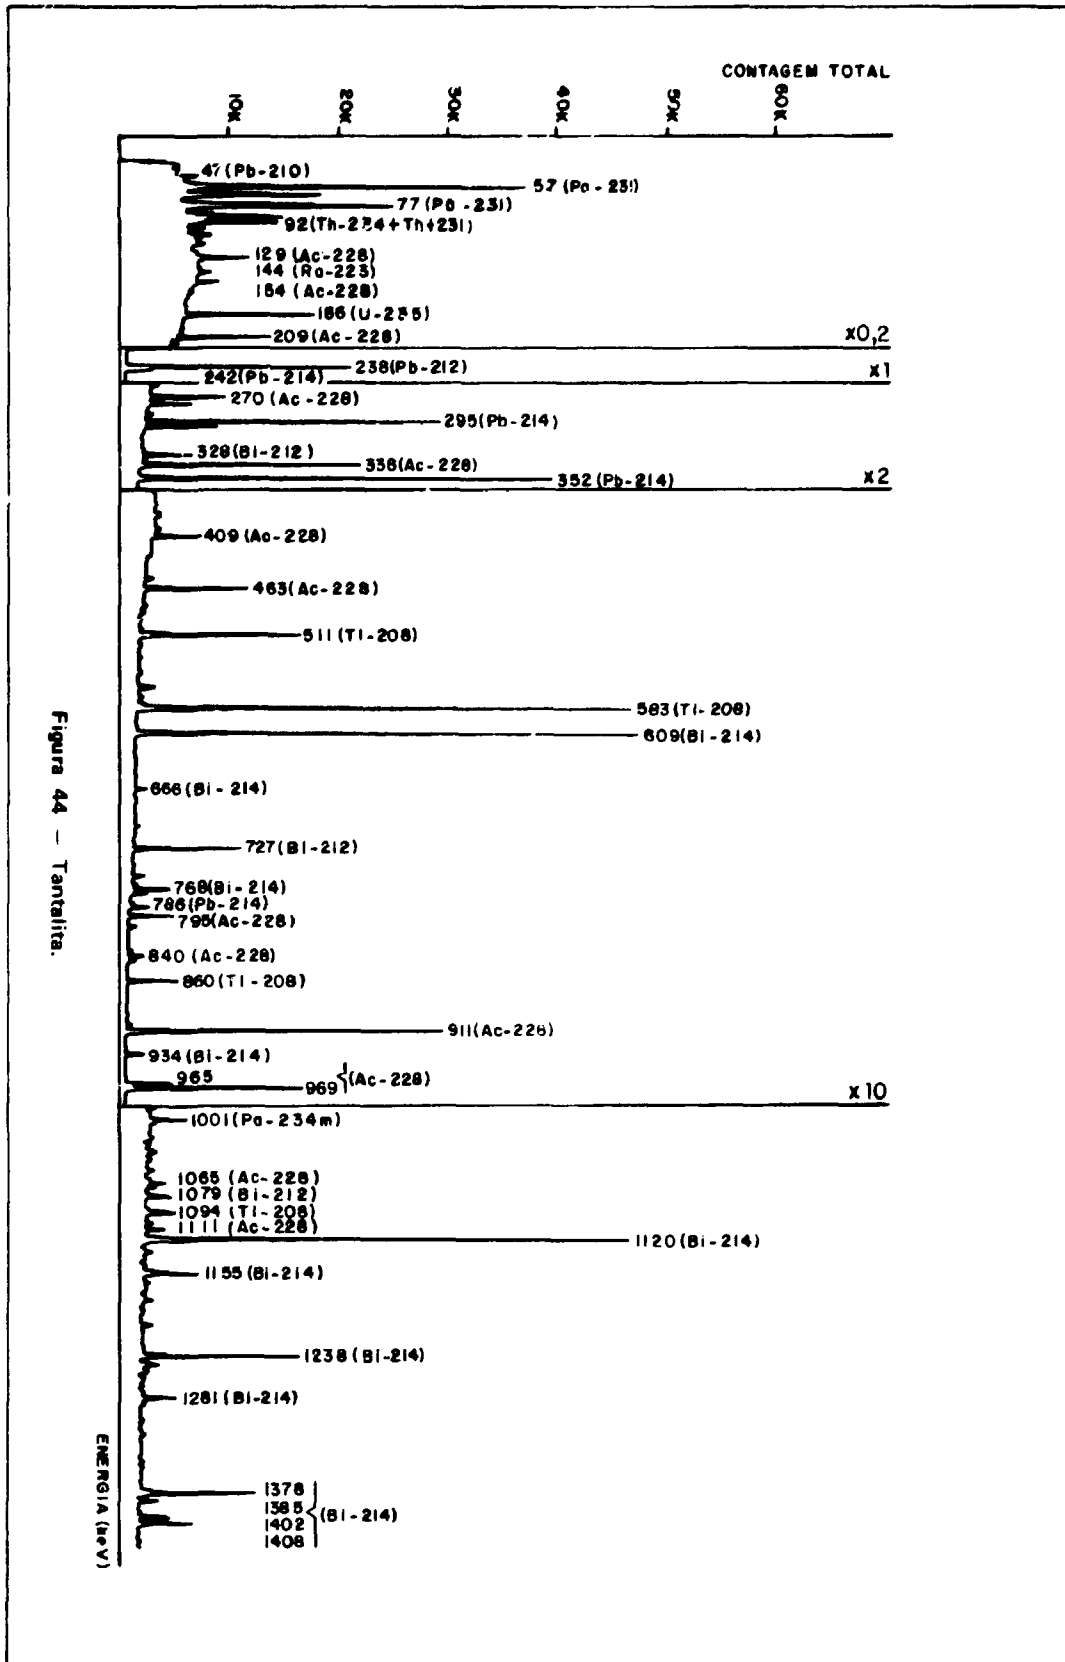 CONTAGEM TOTAL
10K
20K
30K
40K
50K
60K
47 (Pb-210)
57 (Pa-231)
77 (Pa-231)
92 (Th-234+Th+231)
129 (Ac-228)
144 (Ra-223)
154 (Ac-228)
186 (U-235)
209 (Ac-228)
x0,2
238(Pb-212)
242(Pb-214)
x1
270 (Ac-228)
295(Pb-214)
328(Bi-212)
338(Ac-228)
352 (Pb-214)
x2
409 (Ac-228)
463(Ac-228)
511 (Tl-208)
583(Tl-208)
609(Bi-214)
666(Bi-214)
727(Bi-212)
768(Bi-214)
786(Pb-214)
795(Ac-228)
840 (Ac-228)
860(Tl-208)
911(Ac-228)
934(Bi-214)
965
969 (Ac-228)
x10
1001 (Pa-234m)
1065 (Ac-228)
1079 (Bi-212)
1094 (Tl-208)
1111 (Ac-228)
1120 (Bi-214)
1155 (Bi-214)
1238 (Bi-214)
1281 (Bi-214)
1378
1385
1402
1408
(Bi-214)
ENERGIA (keV)
Figura 44 — Tantalita.